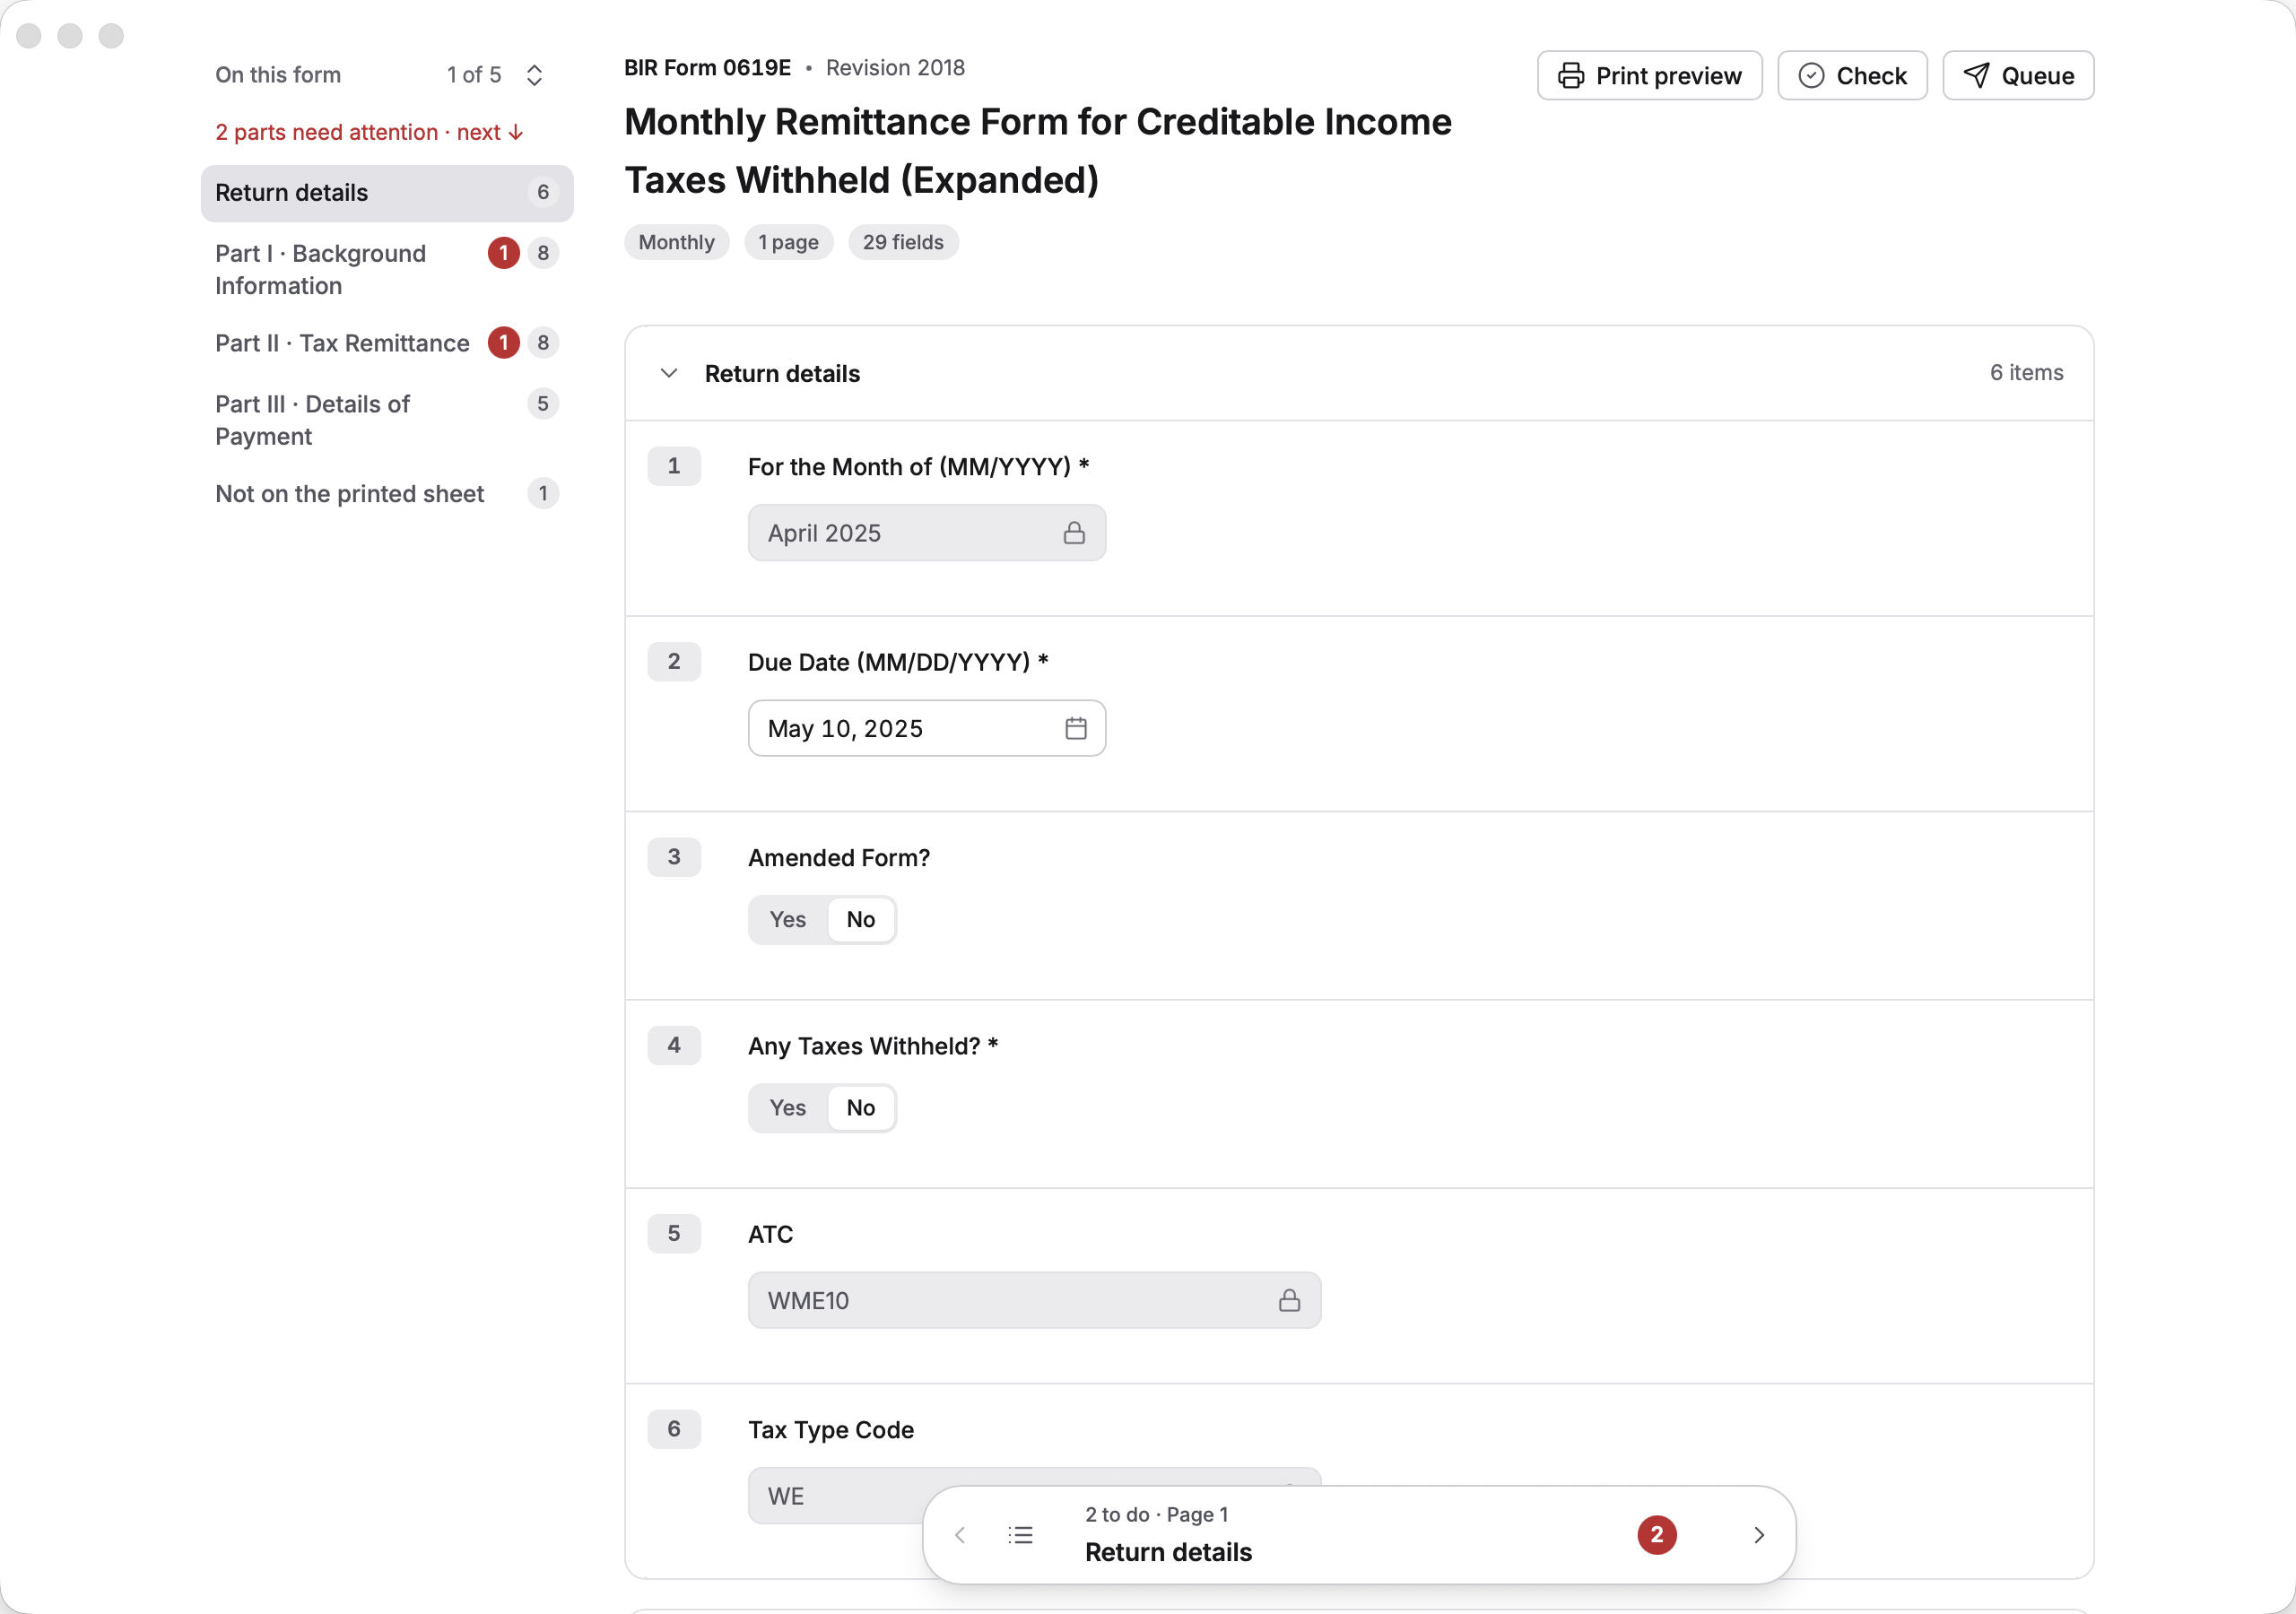 On this form
1 of 5
2 parts need attention · next ↓
Return details
6
Part I · Background
Information
1
8
Part II · Tax Remittance
1
8
Part III · Details of
Payment
5
Not on the printed sheet
1
BIR Form 0619E • Revision 2018
Monthly Remittance Form for Creditable Income
Taxes Withheld (Expanded)
Monthly
1 page
29 fields
Print preview
Check
Queue
Return details
6 items
1
For the Month of (MM/YYYY) *
April 2025
2
Due Date (MM/DD/YYYY) *
May 10, 2025
3
Amended Form?
Yes
No
4
Any Taxes Withheld? *
Yes
No
5
ATC
WME10
6
Tax Type Code
WE
2 to do · Page 1
Return details
2